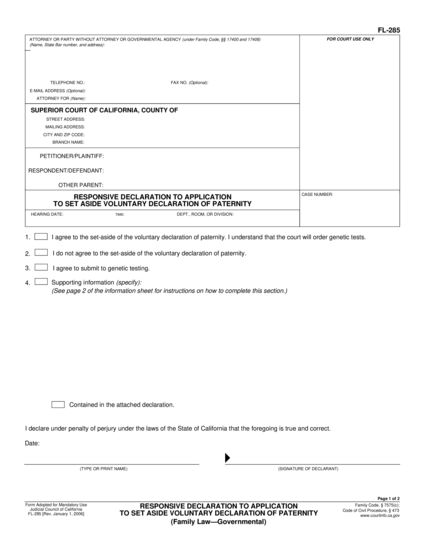 FL-285
ATTORNEY OR PARTY WITHOUT ATTORNEY OR GOVERNMENTAL AGENCY (under Family Code, §§ 17400 and 17406)
(Name, State Bar number, and address):
FOR COURT USE ONLY
TELEPHONE NO.: FAX NO. (Optional):
E-MAIL ADDRESS (Optional):
ATTORNEY FOR (Name):
SUPERIOR COURT OF CALIFORNIA, COUNTY OF
STREET ADDRESS:
MAILING ADDRESS:
CITY AND ZIP CODE:
BRANCH NAME:
PETITIONER/PLAINTIFF:
RESPONDENT/DEFENDANT:
OTHER PARENT:
RESPONSIVE DECLARATION TO APPLICATION
TO SET ASIDE VOLUNTARY DECLARATION OF PATERNITY
CASE NUMBER:
HEARING DATE: TIME: DEPT., ROOM, OR DIVISION:
1. I agree to the set-aside of the voluntary declaration of paternity. I understand that the court will order genetic tests.
2. I do not agree to the set-aside of the voluntary declaration of paternity.
3. I agree to submit to genetic testing.
4. Supporting information (specify):
(See page 2 of the information sheet for instructions on how to complete this section.)
Contained in the attached declaration.
I declare under penalty of perjury under the laws of the State of California that the foregoing is true and correct.
Date:
(TYPE OR PRINT NAME) (SIGNATURE OF DECLARANT)
Page 1 of 2
Form Adopted for Mandatory Use
Judicial Council of California
FL-285 [Rev. January 1, 2006]
RESPONSIVE DECLARATION TO APPLICATION
TO SET ASIDE VOLUNTARY DECLARATION OF PATERNITY
(Family Law—Governmental)
Family Code, § 7575(c);
Code of Civil Procedure, § 473
www.courtinfo.ca.gov